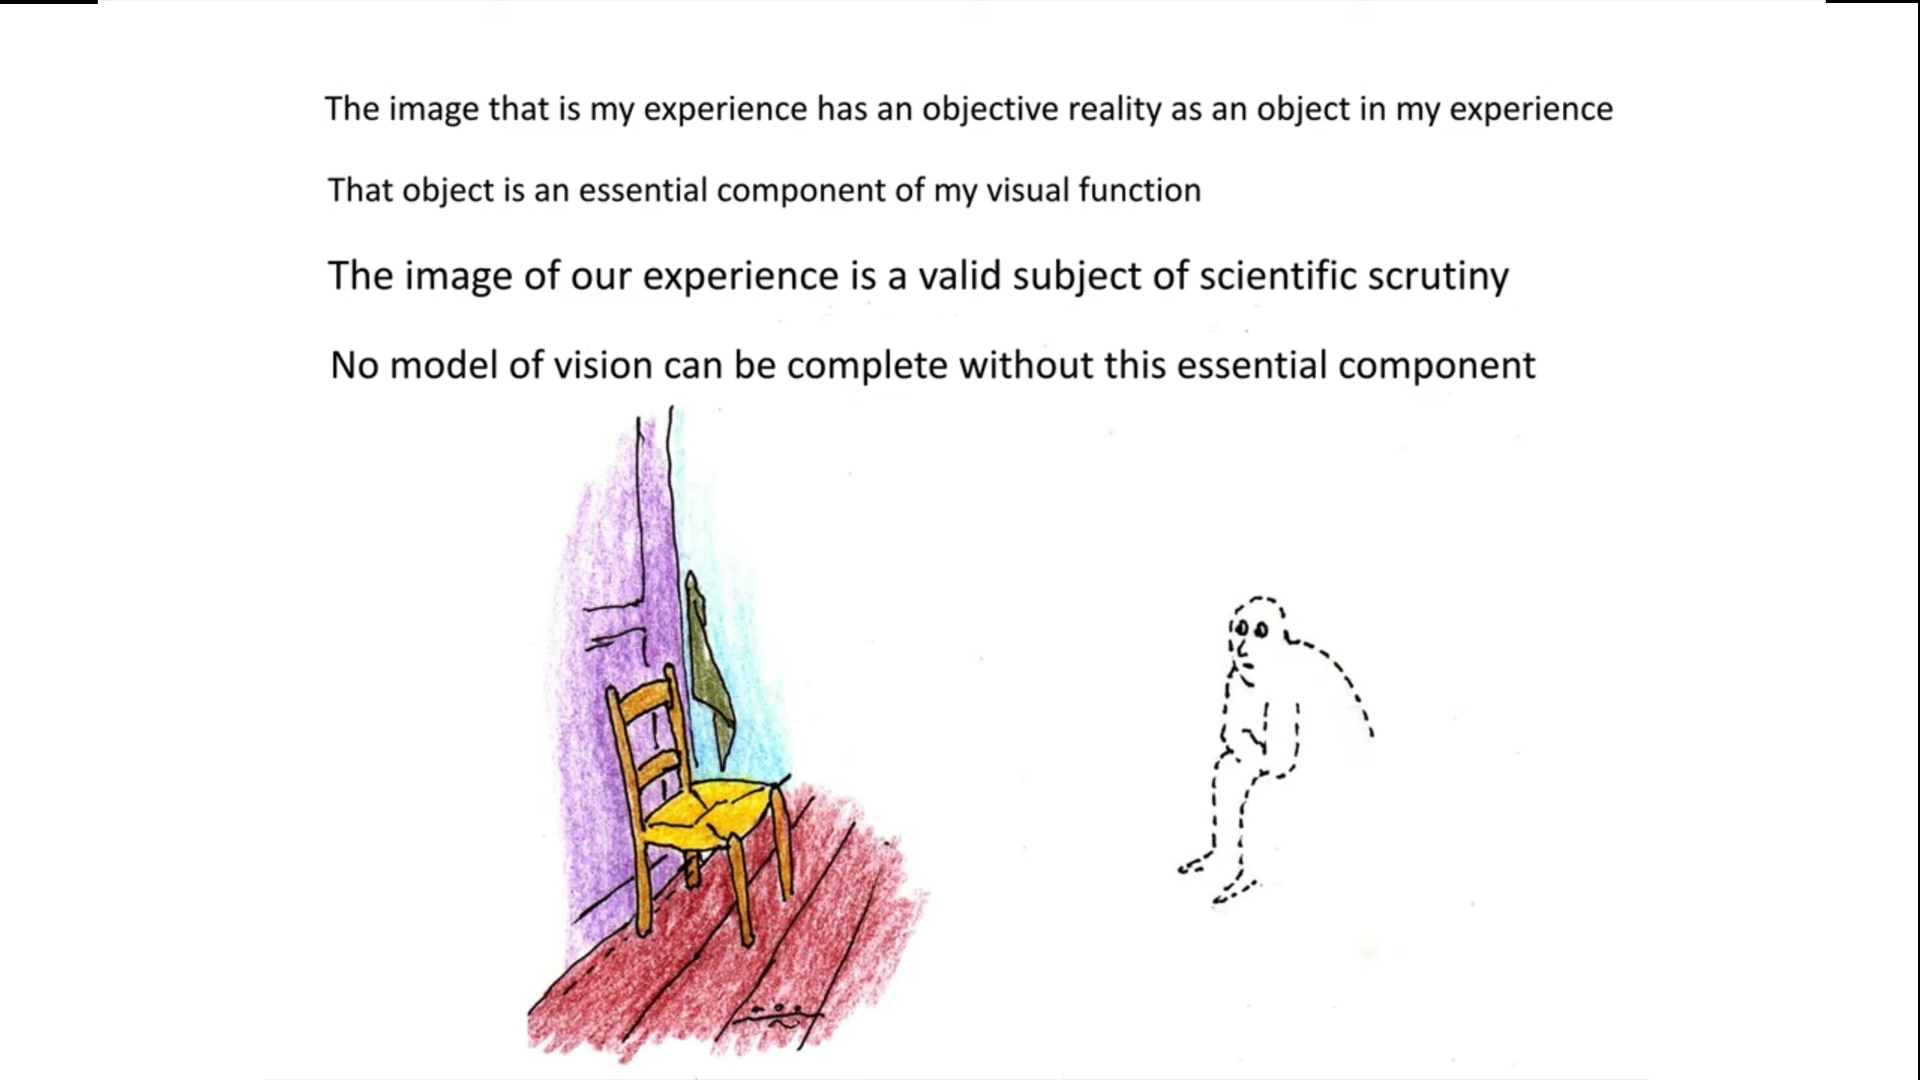 The image that is my experience has an objective reality as an object in my experience
That object is an essential component of my visual function
The image of our experience is a valid subject of scientific scrutiny
No model of vision can be complete without this essential component